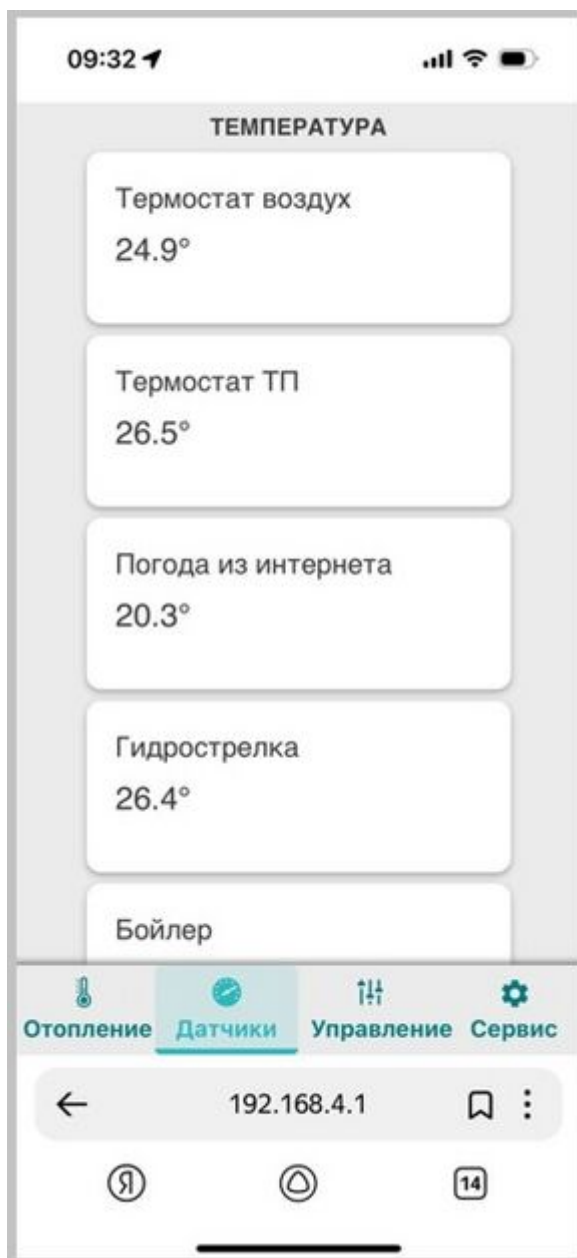 09:32
ТЕМПЕРАТУРА
Термостат воздух
24.9°
Термостат ТП
26.5°
Погода из интернета
20.3°
Гидрострелка
26.4°
Бойлер
Отопление Датчики Управление Сервис
192.168.4.1
Я 14